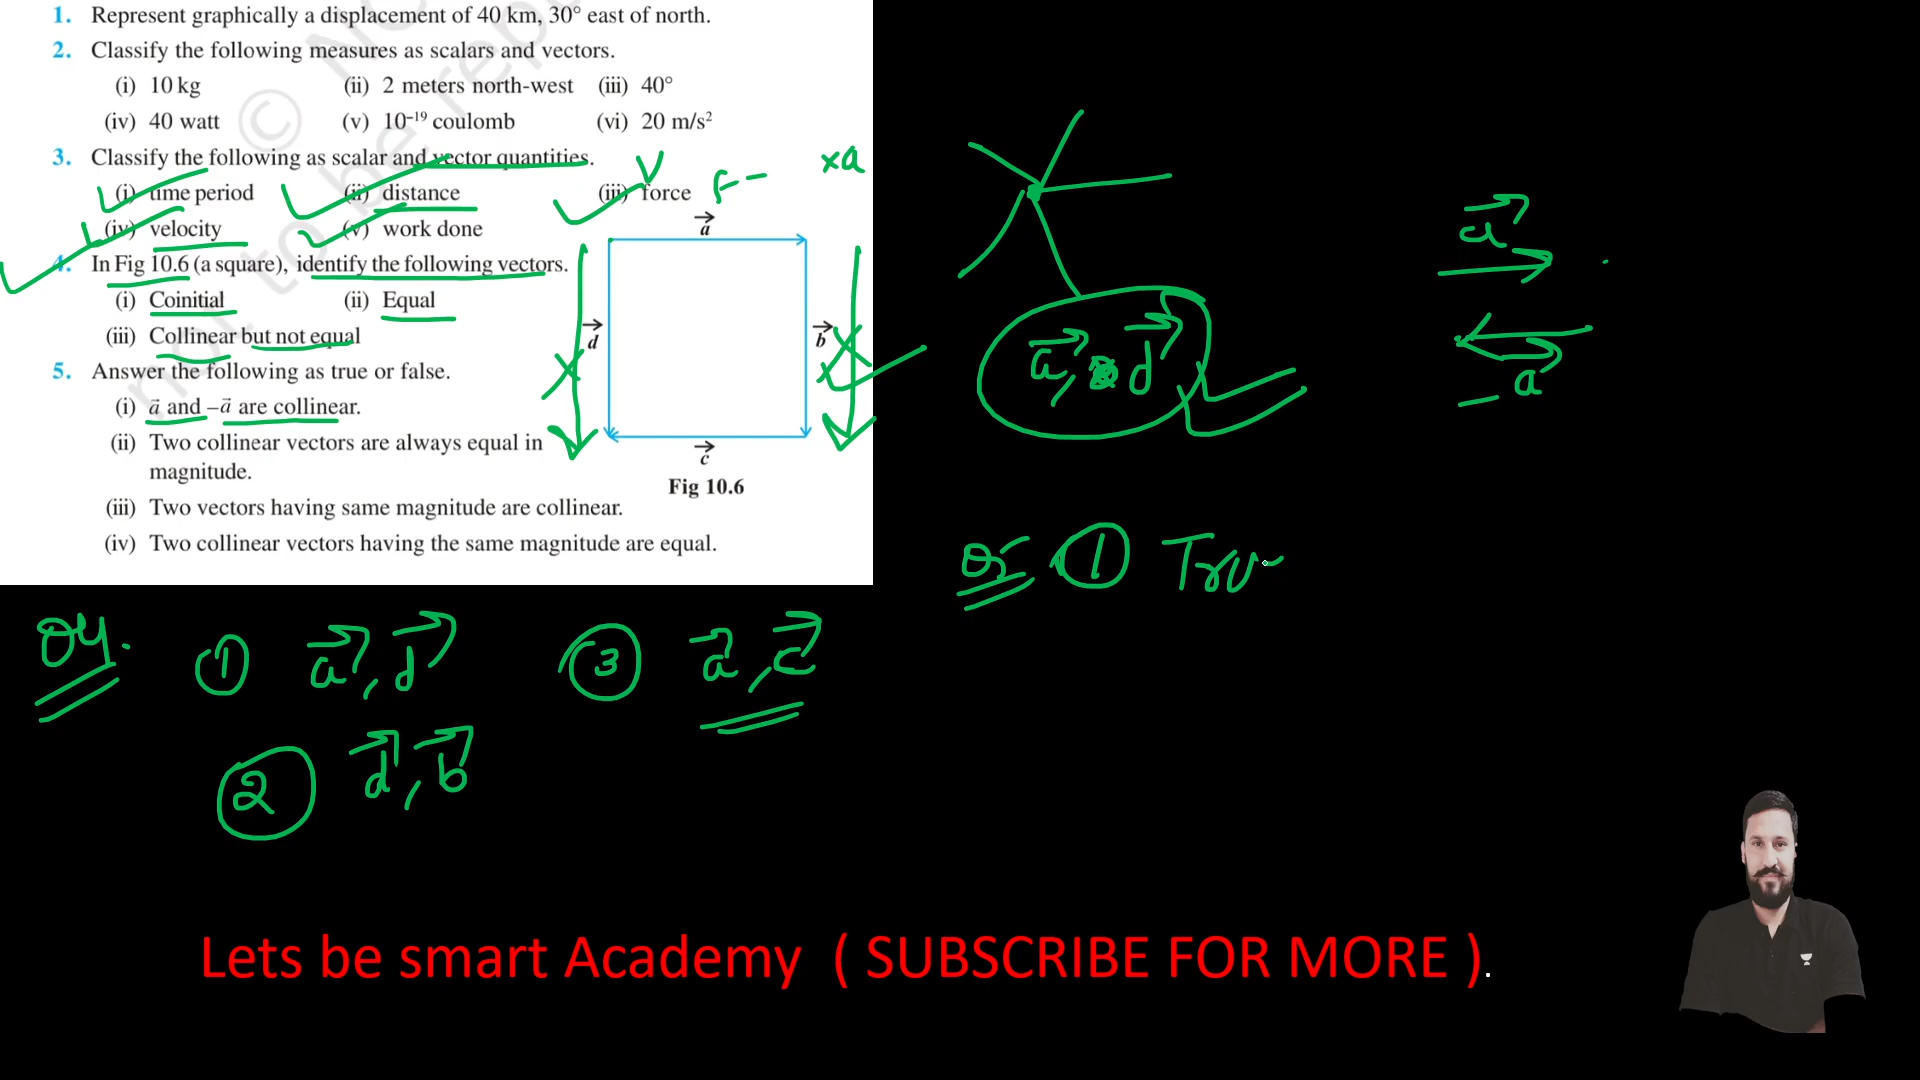 1. Represent graphically a displacement of 40 km, 30° east of north.
2. Classify the following measures as scalars and vectors.
(i) 10 kg (ii) 2 meters north-west (iii) 40°
(iv) 40 watt (v) 10⁻¹⁹ coulomb (vi) 20 m/s²
3. Classify the following as scalar and vector quantities.
(i) time period (ii) distance (iii) force
(iv) velocity (v) work done
4. In Fig 10.6 (a square), identify the following vectors.
(i) Coinitial (ii) Equal
(iii) Collinear but not equal
5. Answer the following as true or false.
(i) a⃗ and –a⃗ are collinear.
(ii) Two collinear vectors are always equal in
magnitude.
(iii) Two vectors having same magnitude are collinear.
(iv) Two collinear vectors having the same magnitude are equal.
a⃗
d⃗
b⃗
c⃗
Fig 10.6
V
F -
xa
a⃗, d⃗
a⃗
– a⃗
Q5 ① Tru
Q4. ① a⃗, d⃗ ③ a⃗, c⃗
② d⃗, b⃗
Lets be smart Academy ( SUBSCRIBE FOR MORE ).